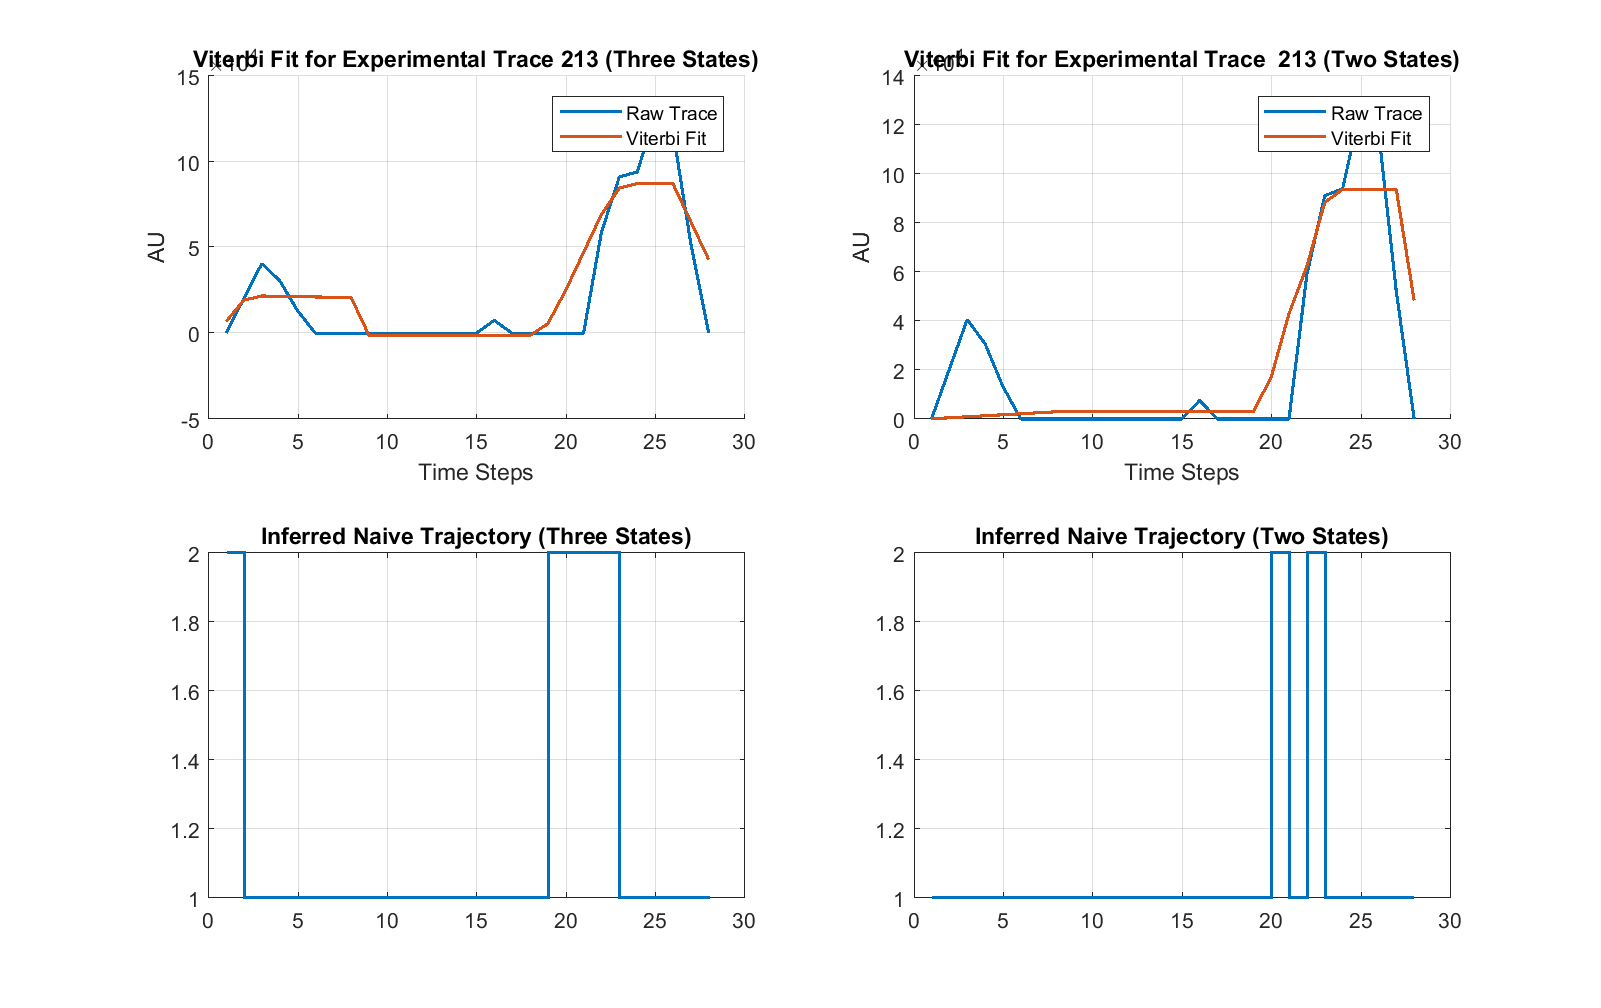 Viterbi Fit for Experimental Trace 213 (Three States)
15
10
5
0
-5
AU
Raw Trace
Viterbi Fit
0 5 10 15 20 25 30
Time Steps
Viterbi Fit for Experimental Trace 213 (Two States)
14
12
10
8
6
4
2
0
AU
Raw Trace
Viterbi Fit
0 5 10 15 20 25 30
Time Steps
Inferred Naive Trajectory (Three States)
2
1.8
1.6
1.4
1.2
1
0 5 10 15 20 25 30
Inferred Naive Trajectory (Two States)
2
1.8
1.6
1.4
1.2
1
0 5 10 15 20 25 30